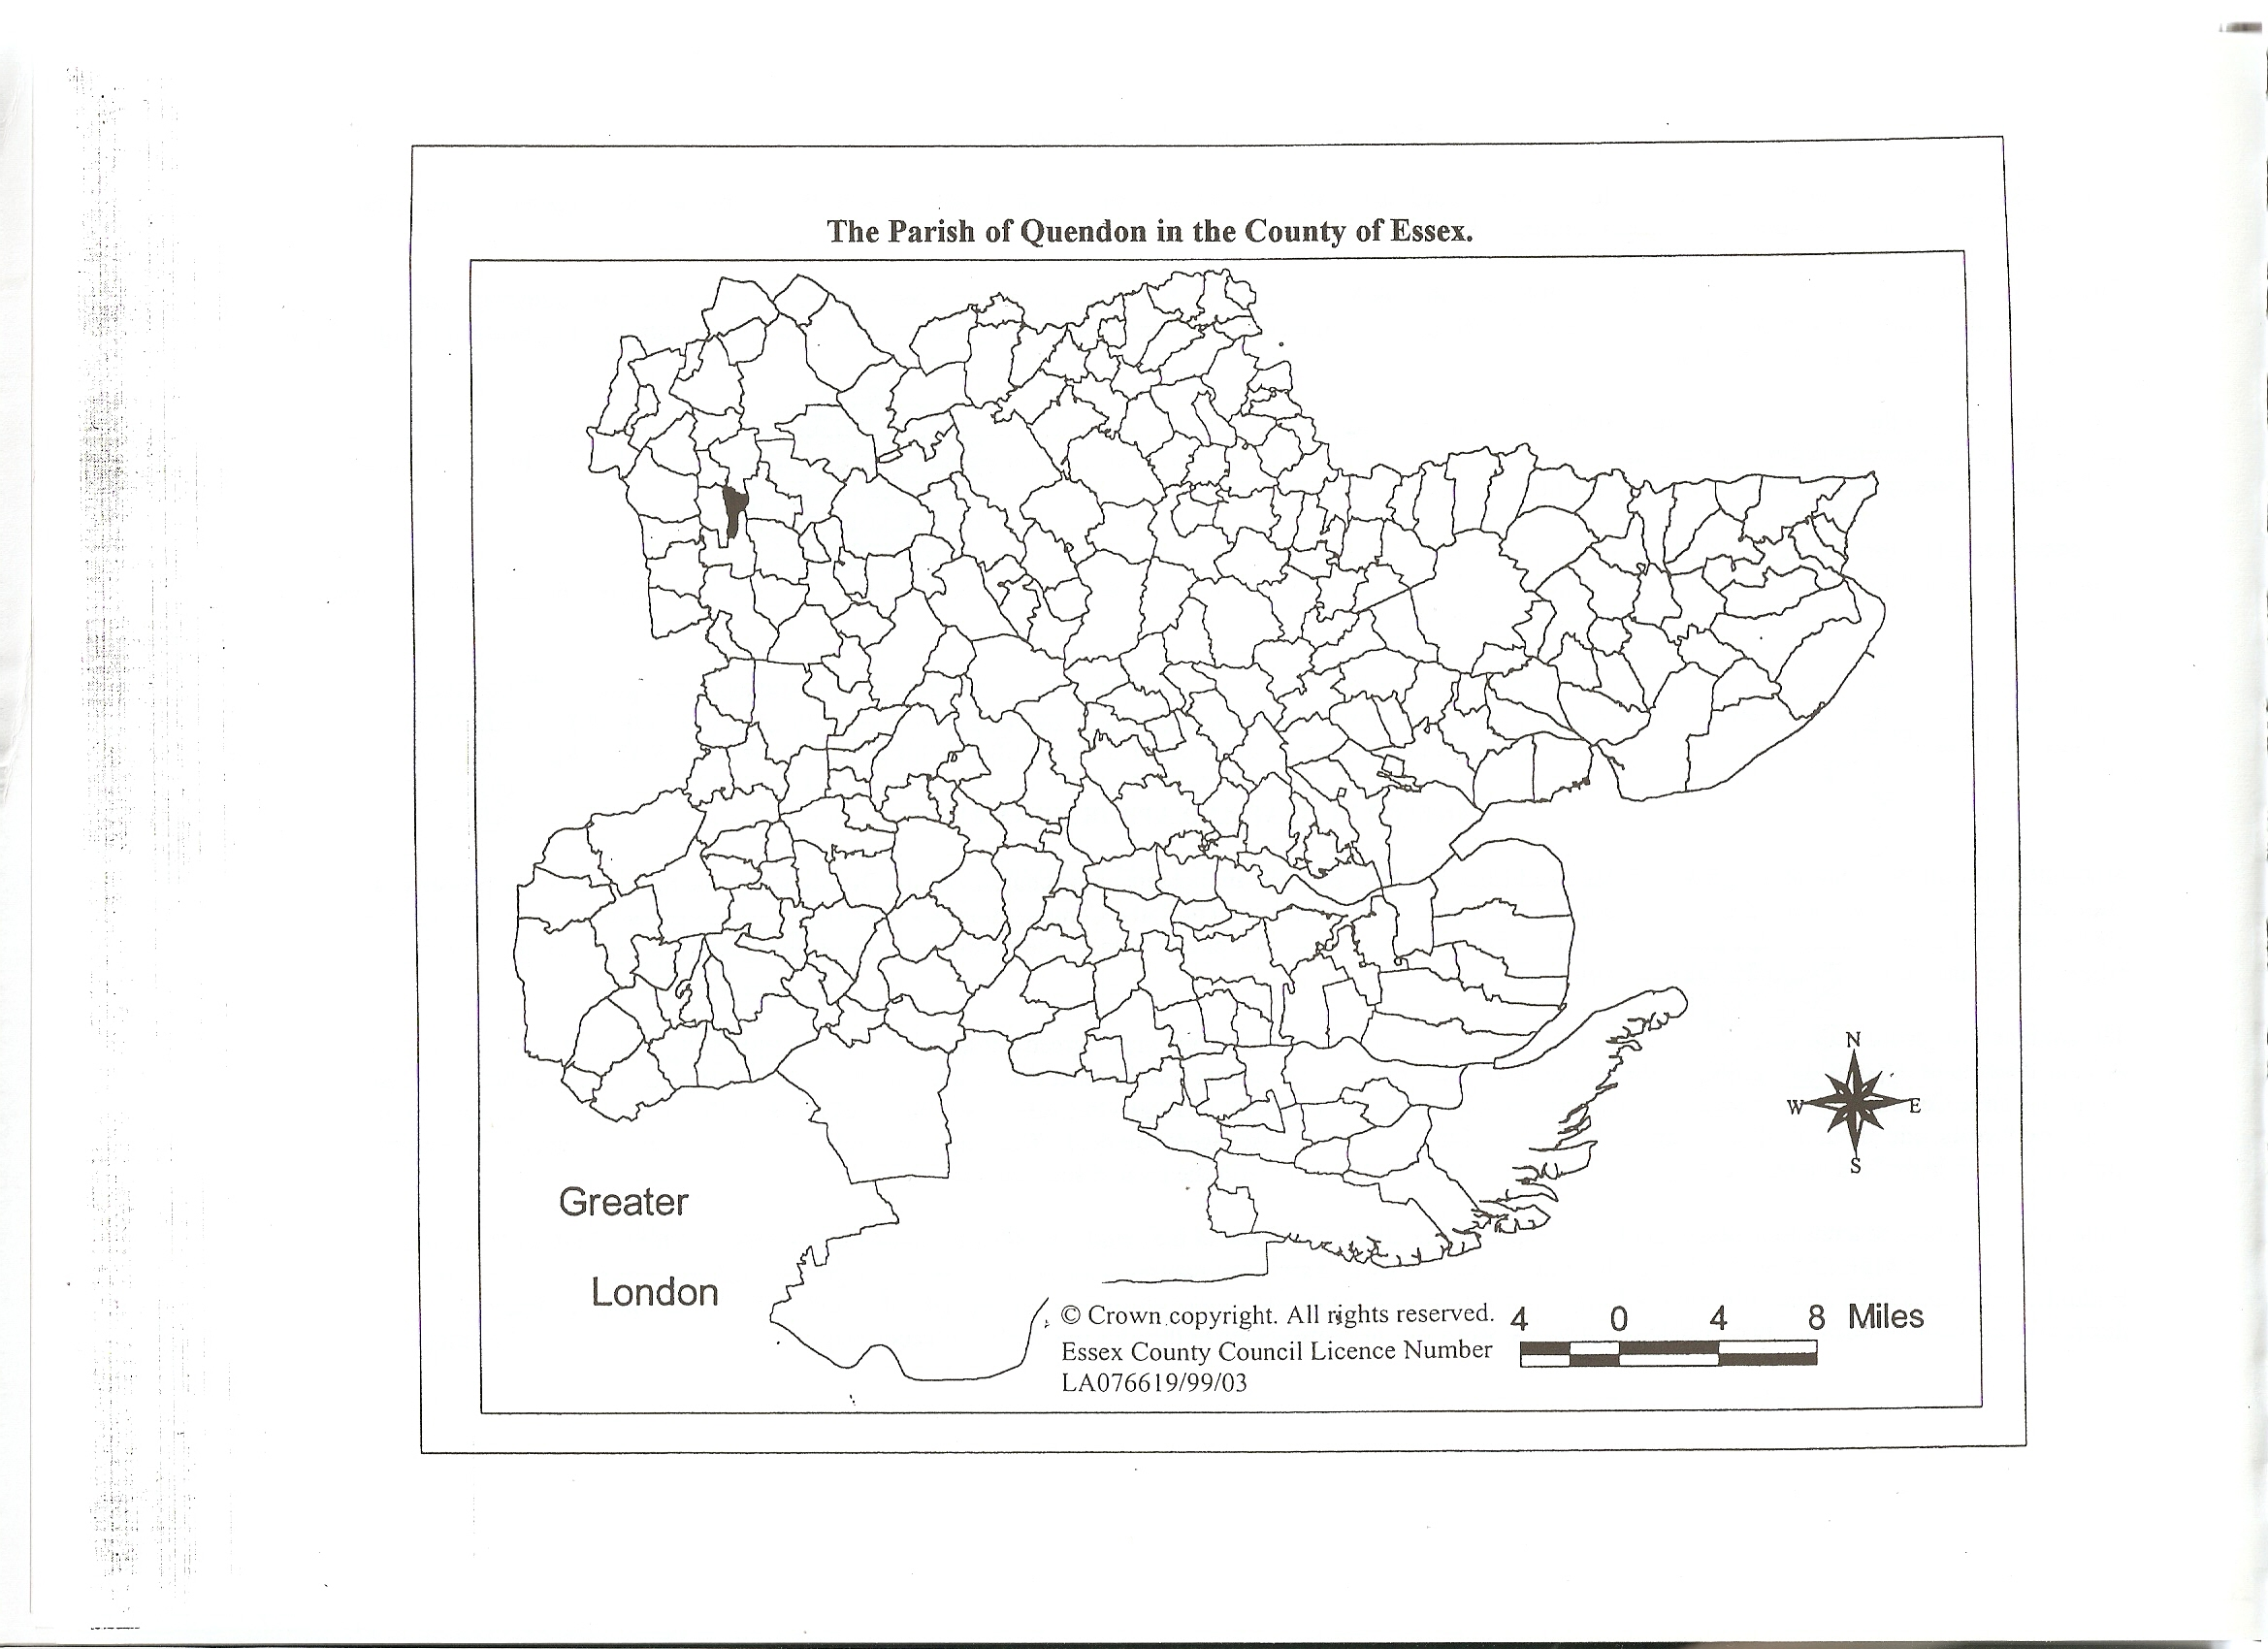 The Parish of Quendon in the County of Essex.
N
W E
S
Greater
London
© Crown copyright. All rights reserved.
Essex County Council Licence Number
LA076619/99/03
4 0 4 8 Miles